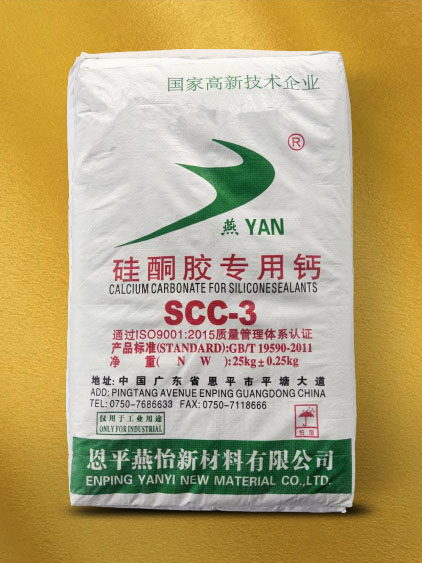 国家高新技术企业
®
燕 YAN
硅酮胶专用钙
CALCIUM CARBONATE FOR SILICONESEALANTS
SCC-3
通过ISO9001:2015质量管理体系认证
产品标准(STANDARD):GB/T 19590-2011
净 重( N W ):25kg±0.25kg
地址:中国广东省恩平市平塘大道
ADD: PINGTANG AVENUE ENPING GUANGDONG CHINA
TEL: 0750-7686633 FAX: 0750-7118666
仅用于工业用途
ONLY FOR INDUSTRIAL
怕湿
恩平燕怡新材料有限公司
ENPING YANYI NEW MATERIAL CO.,LTD.